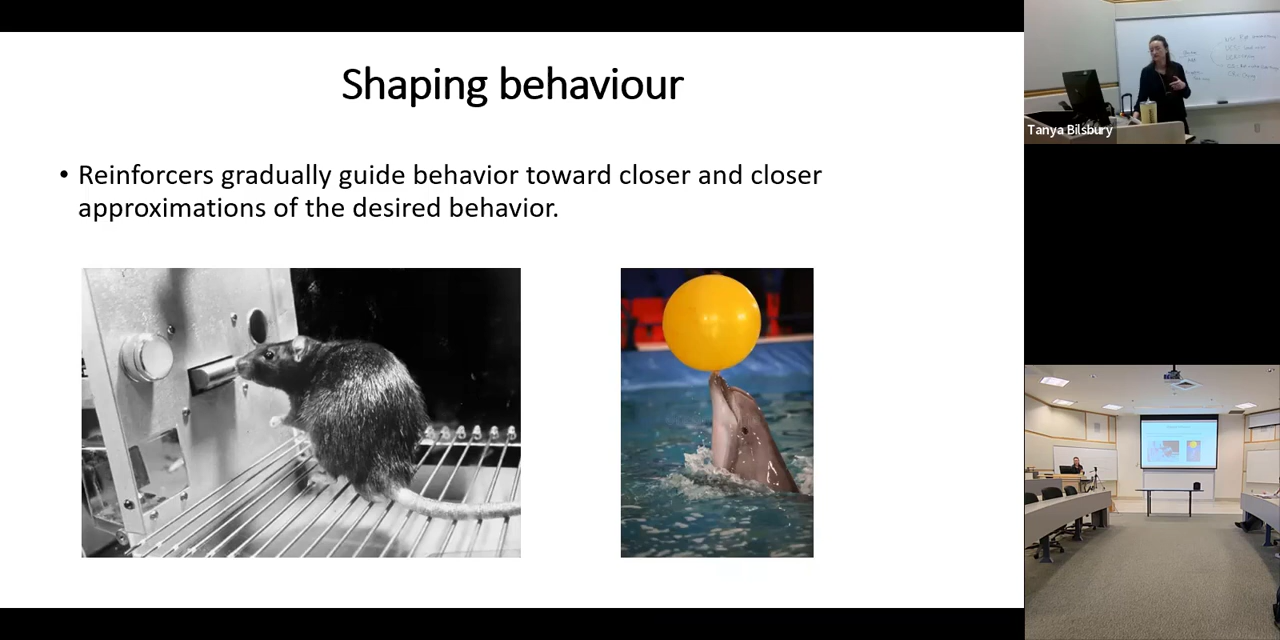 Shaping behaviour
• Reinforcers gradually guide behavior toward closer and closer
approximations of the desired behavior.
Tanya Bilsbury